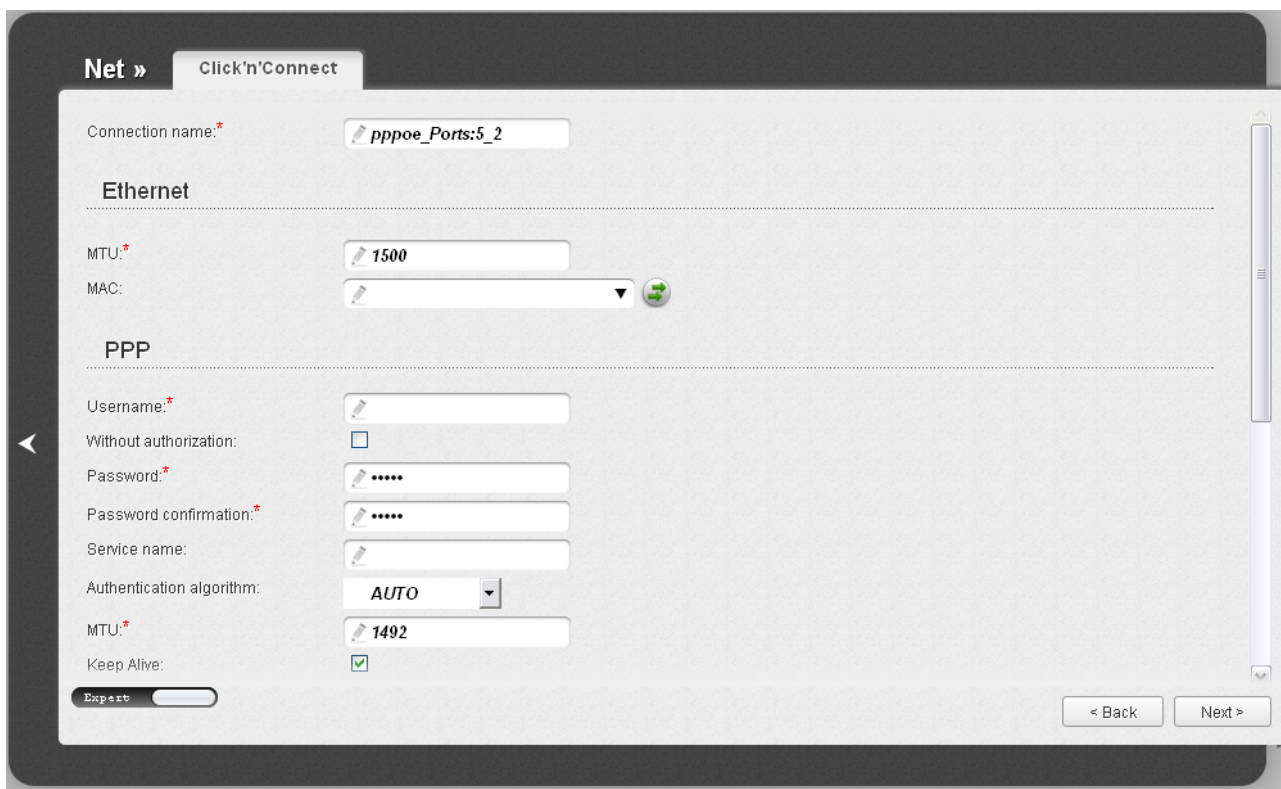 Net » Click'n'Connect
Connection name:* pppoe_Ports:5_2
Ethernet
MTU:* 1500
MAC:
PPP
Username:*
Without authorization:
Password:* •••••
Password confirmation:* •••••
Service name:
Authentication algorithm: AUTO
MTU:* 1492
Keep Alive:
Expert
< Back Next >